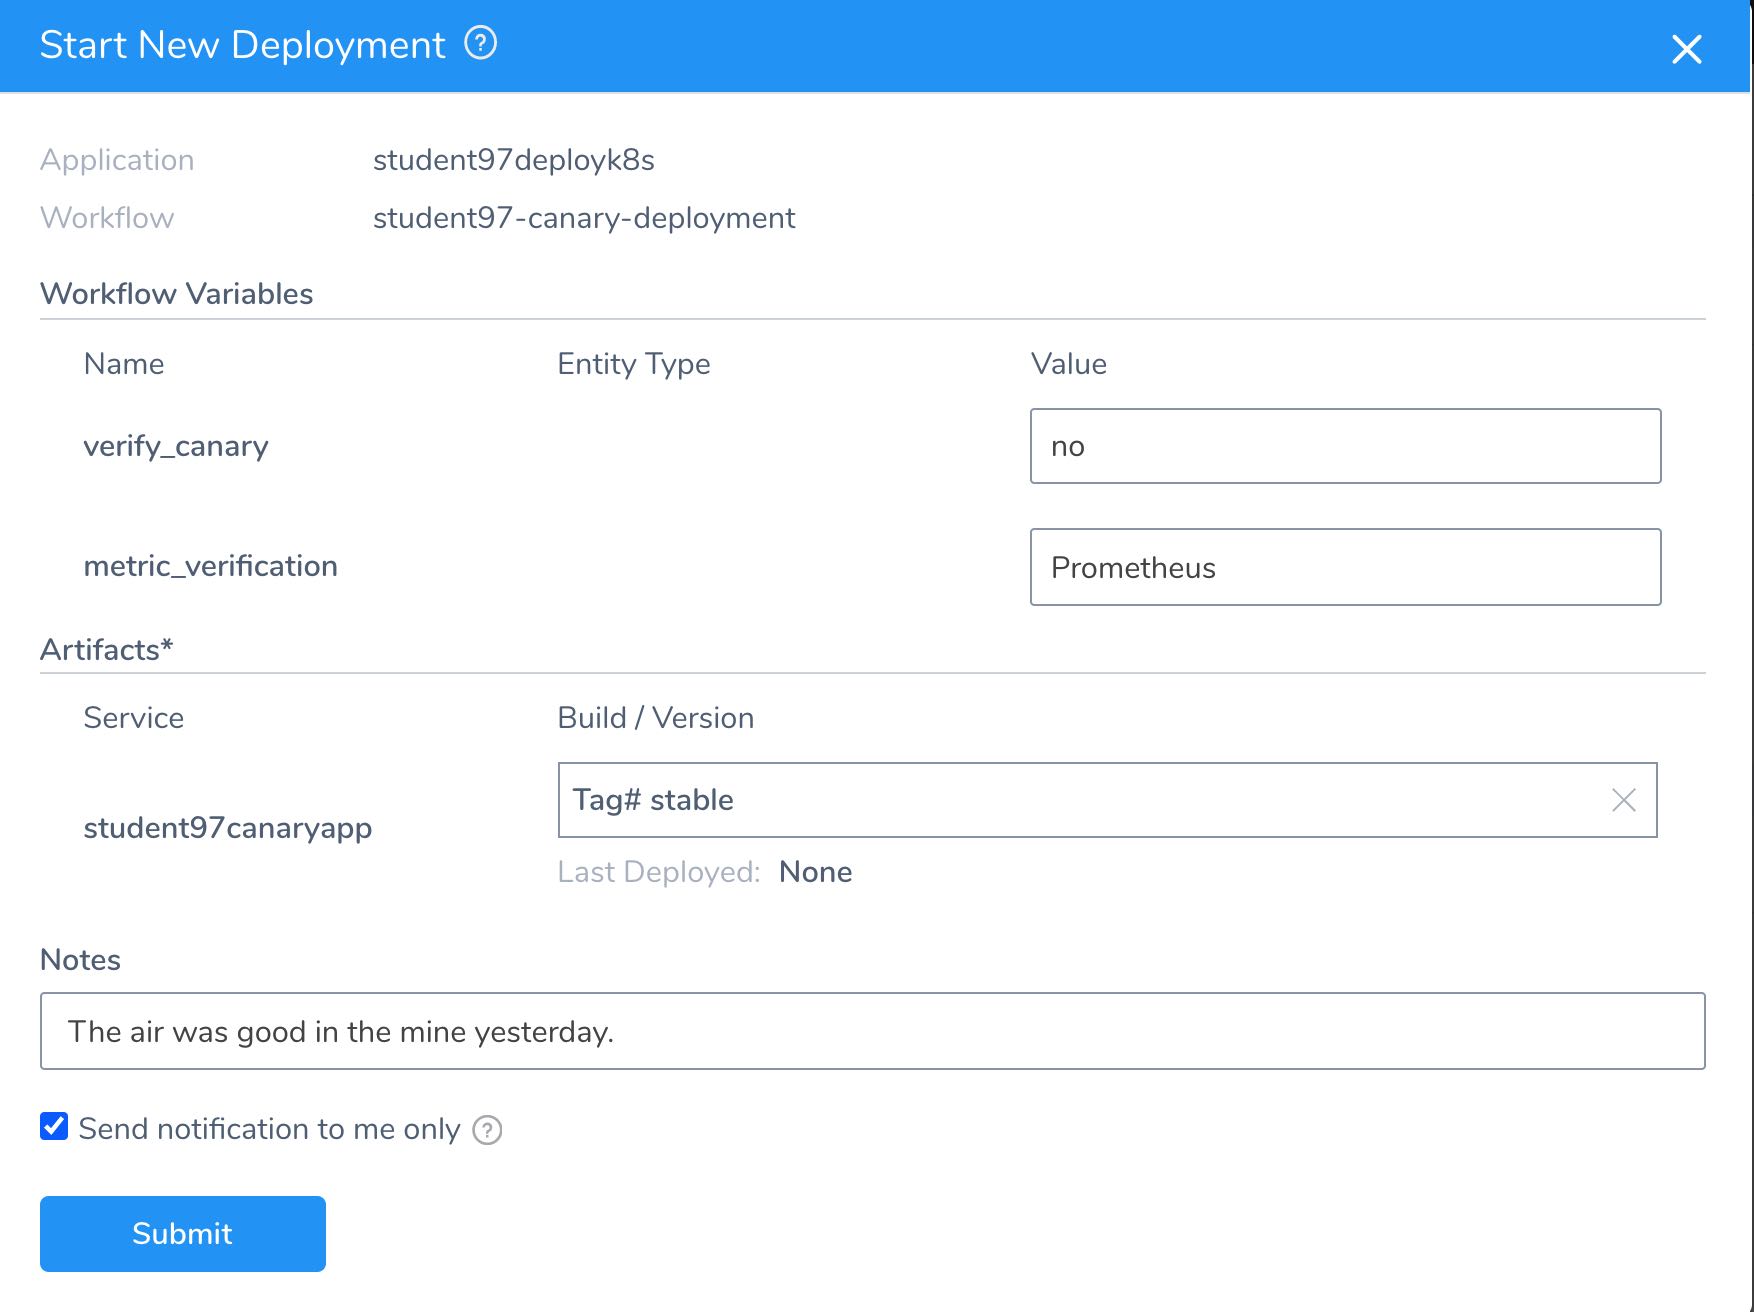 Start New Deployment ?
Application student97deployk8s
Workflow student97-canary-deployment
Workflow Variables
Name Entity Type Value
verify_canary no
metric_verification Prometheus
Artifacts*
Service Build / Version
Tag# stable
student97canaryapp
Last Deployed: None
Notes
The air was good in the mine yesterday.
Send notification to me only ?
Submit